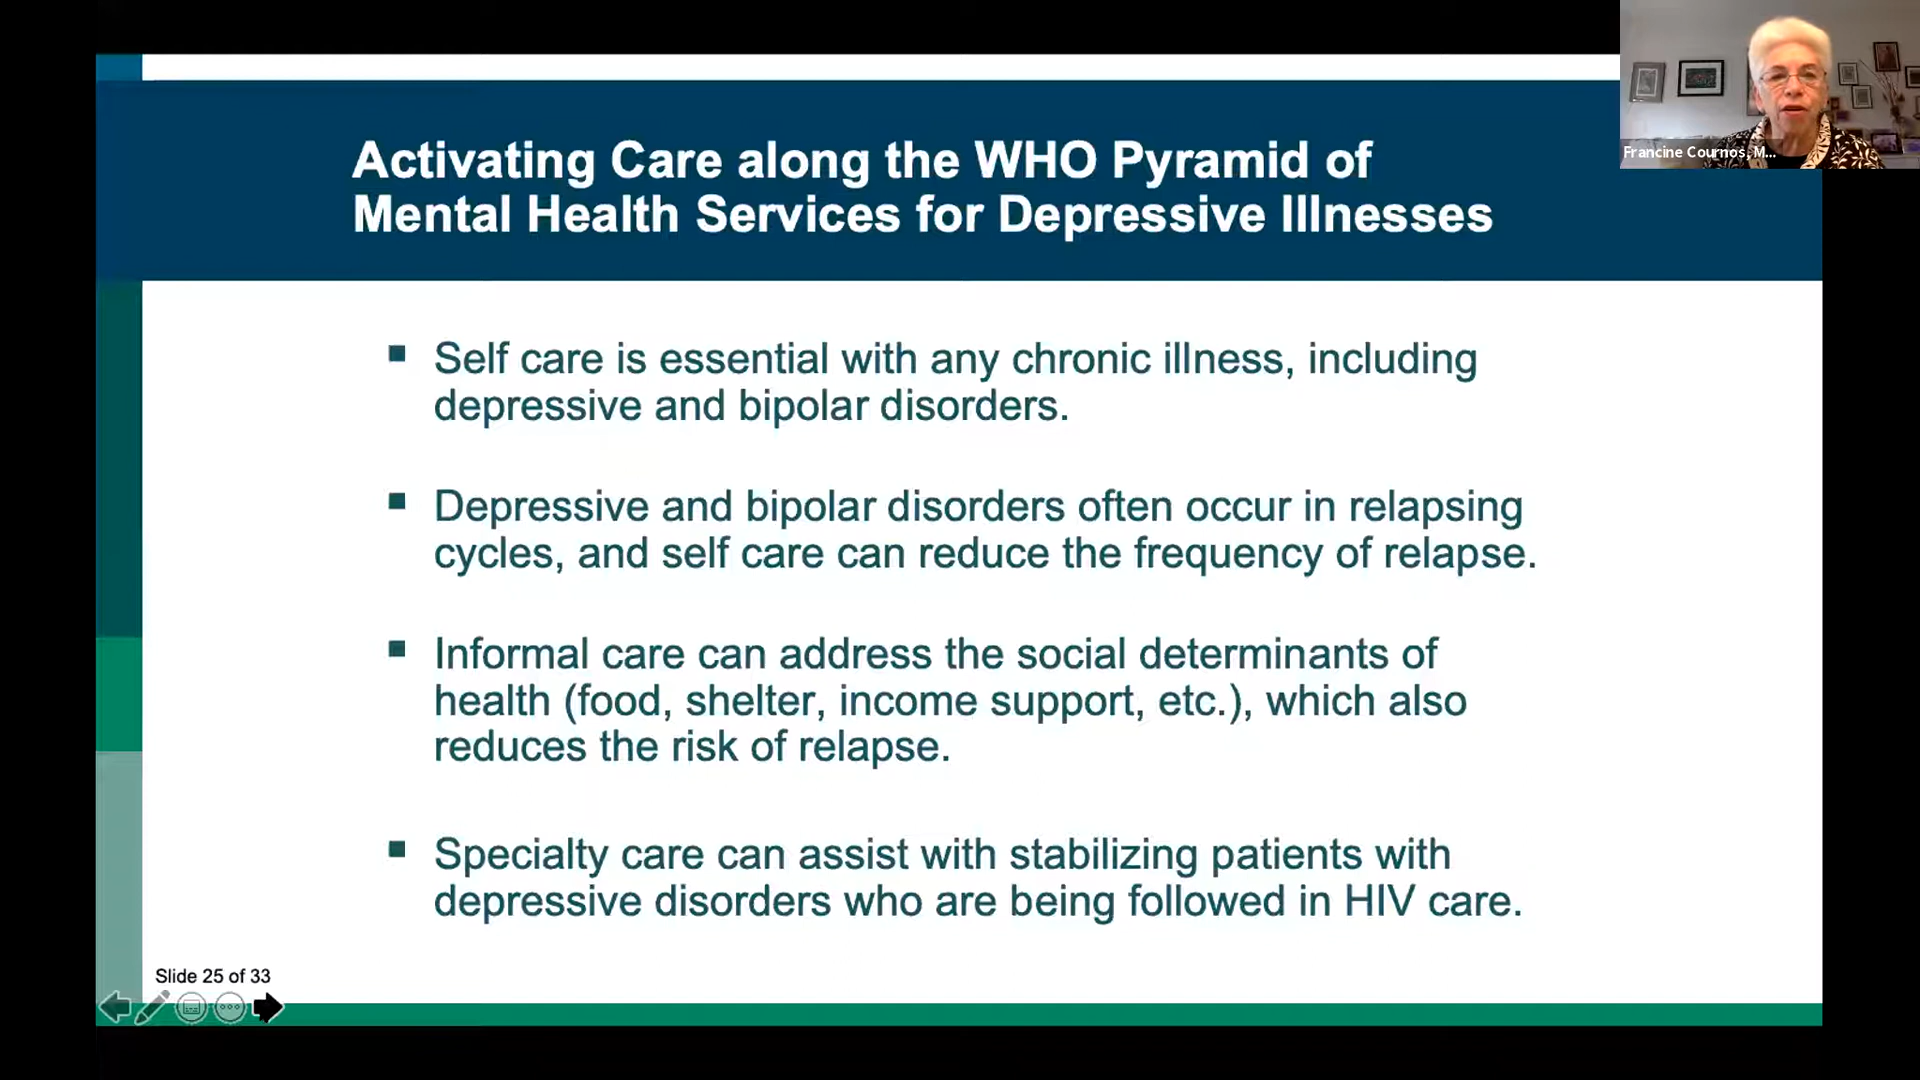 Activating Care along the WHO Pyramid of
Mental Health Services for Depressive Illnesses
Francine Cournos, M...
▪ Self care is essential with any chronic illness, including
depressive and bipolar disorders.
▪ Depressive and bipolar disorders often occur in relapsing
cycles, and self care can reduce the frequency of relapse.
▪ Informal care can address the social determinants of
health (food, shelter, income support, etc.), which also
reduces the risk of relapse.
▪ Specialty care can assist with stabilizing patients with
depressive disorders who are being followed in HIV care.
Slide 25 of 33